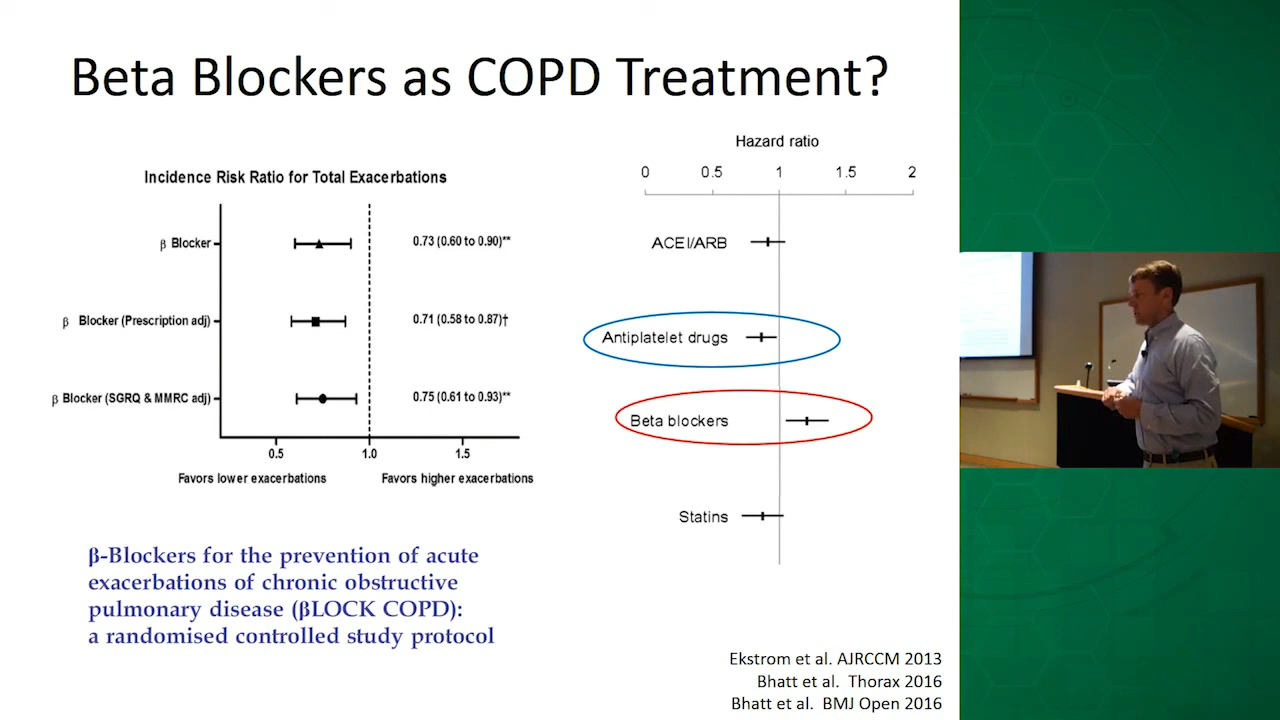 Beta Blockers as COPD Treatment?
Incidence Risk Ratio for Total Exacerbations
β Blocker
0.73 (0.60 to 0.90)**
β Blocker (Prescription adj)
0.71 (0.58 to 0.87)†
β Blocker (SGRQ & MMRC adj)
0.75 (0.61 to 0.93)**
0.5 1.0 1.5
Favors lower exacerbations Favors higher exacerbations
Hazard ratio
0 0.5 1 1.5 2
ACEI/ARB
Antiplatelet drugs
Beta blockers
Statins
β-Blockers for the prevention of acute
exacerbations of chronic obstructive
pulmonary disease (βLOCK COPD):
a randomised controlled study protocol
Ekstrom et al. AJRCCM 2013
Bhatt et al. Thorax 2016
Bhatt et al. BMJ Open 2016